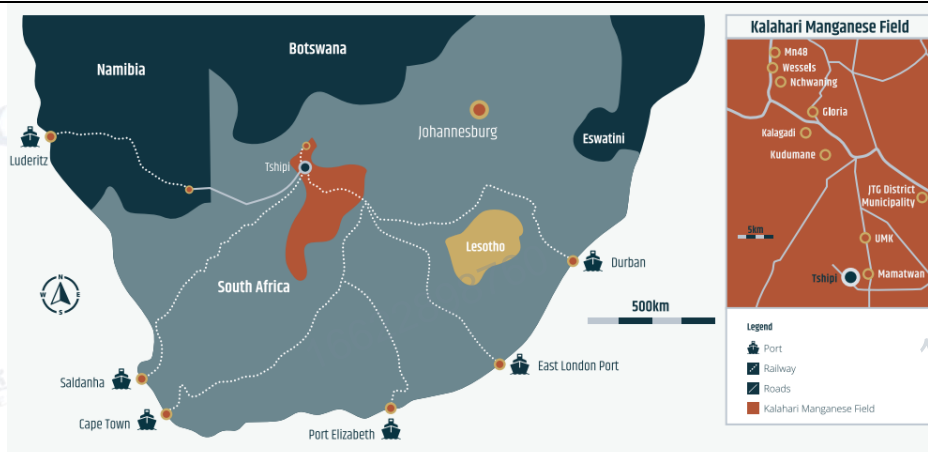 Namibia
Botswana
Johannesburg
Eswatini
Luderitz
Tshipi
Lesotho
South Africa
Durban
500km
East London Port
Saldanha
Cape Town
Port Elizabeth
N
W
E
S
Kalahari Manganese Field
Mn48
Wessels
Nchwaning
Gloria
Kalagadi
Kudumane
JTG District
Municipality
5km
UMK
Tshipi
Mamatwan
Legend
Port
Railway
Roads
Kalahari Manganese Field